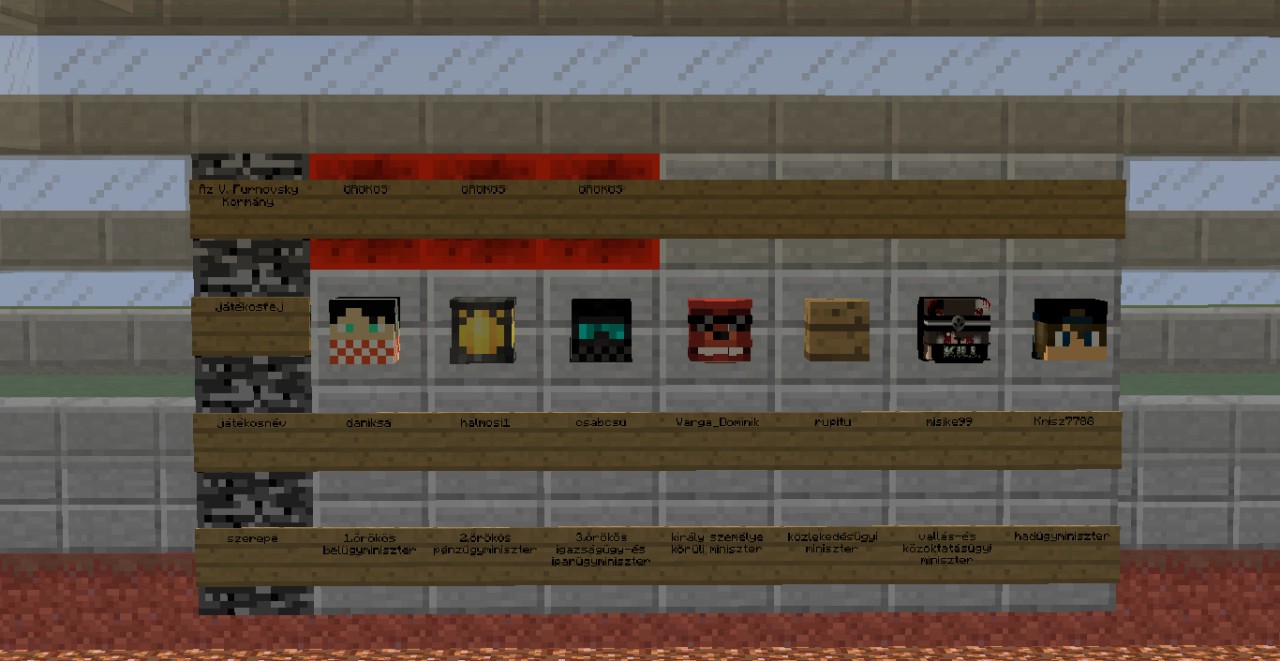 Az V. Furnovsky
Kormány
ÖRÖKÖS
ÖRÖKÖS
ÖRÖKÖS
játékosfej
játékosnév
daniksa
halmosi1
csabcsu
Varga_Dominik
rupitu
misike99
Krisz7788
szerepe
1.örökös
belügyminiszter
2.örökös
pénzügyminiszter
3.örökös
igazságügy-és
iparügyminiszter
király személye
körüli miniszter
közlekedésügyi
miniszter
vallás-és
közoktatásügyi
miniszter
hadügyminiszter